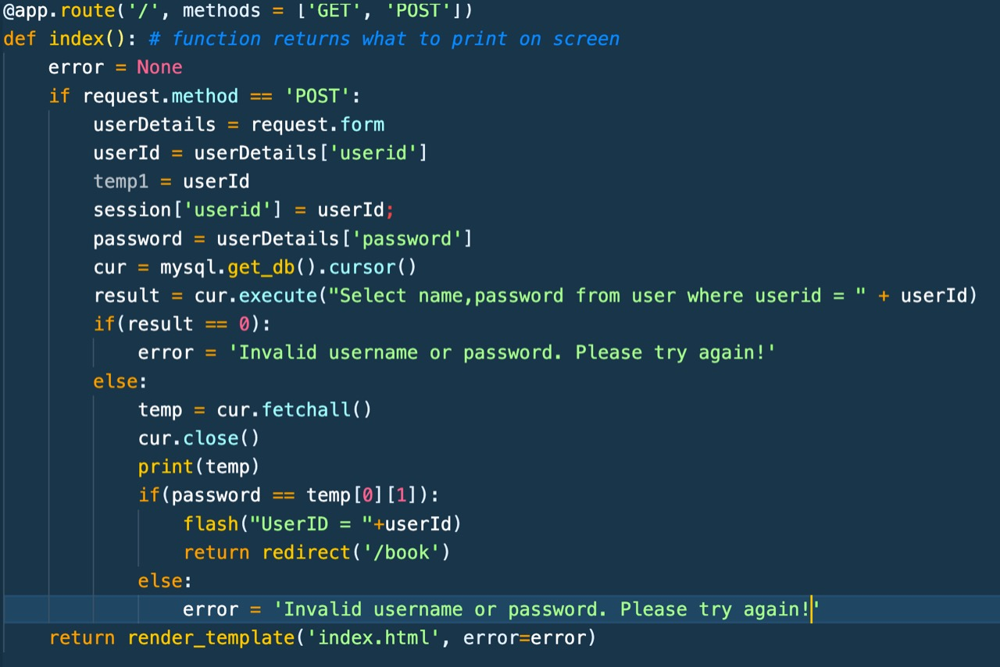 @app.route('/', methods = ['GET', 'POST'])
def index(): # function returns what to print on screen
    error = None
    if request.method == 'POST':
        userDetails = request.form
        userId = userDetails['userid']
        temp1 = userId
        session['userid'] = userId;
        password = userDetails['password']
        cur = mysql.get_db().cursor()
        result = cur.execute("Select name,password from user where userid = " + userId)
        if(result == 0):
            error = 'Invalid username or password. Please try again!'
        else:
            temp = cur.fetchall()
            cur.close()
            print(temp)
            if(password == temp[0][1]):
                flash("UserID = "+userId)
                return redirect('/book')
            else:
                error = 'Invalid username or password. Please try again!'
    return render_template('index.html', error=error)